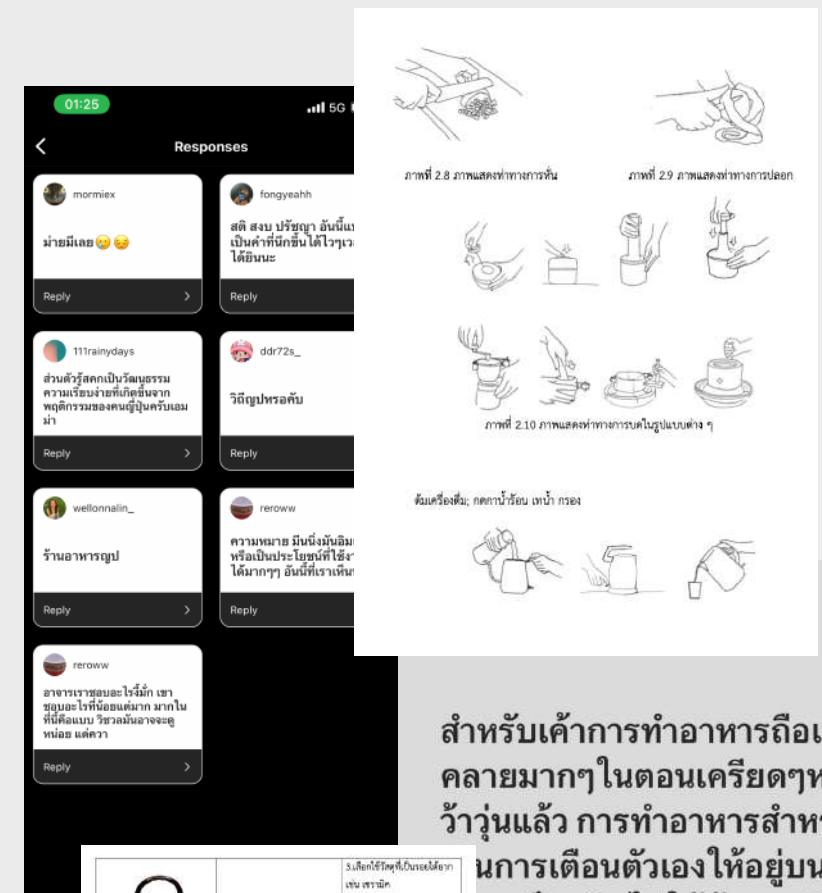 01:25
5G
Responses
mormiex
ม่ายมีเลย🥲😔
Reply
fongyeahh
สติ สงบ ปรัชญา อันนี้แบ
เป็นคำที่นึกขึ้นได้ไวๆเว
ได้ยินนะ
Reply
111rainydays
ส่วนตัวรู้สคกเป็นวัฒนธรรม
ความเรียบง่ายที่เกิดขึ้นจาก
พฤติกรรมของคนญี่ปุ่นครับเอม
ม่า
Reply
ddr72s_
วิถีญปหรอคับ
Reply
wellonnalin_
ร้านอาหารญป
Reply
reroww
ความหมาย มีนนิ่งมันอิม
หรือเป็นประโยชน์ที่ใช้งา
ได้มากๆๆ อันนี้ที่เราเห็น
Reply
reroww
อาจารเราชอบอะไรงี้มั่ก เขา
ชอบอะไรที่น้อยแต่มาก มากใน
ที่นี้คือแบบ วิชวลมันอาจจะดู
หน่อย แต่ควา
Reply
ภาพที่ 2.8 ภาพแสดงท่าทางการหั่น
ภาพที่ 2.9 ภาพแสดงท่าทางการปลอก
ภาพที่ 2.10 ภาพแสดงท่าทางการบดในรูปแบบต่าง ๆ
ต้มเครื่องดื่ม; กดกาน้ำร้อน เทน้ำ กรอง
สำหรับเค้าการทำอาหารถือเ
คลายมากๆในตอนเครียดๆห
ว้าวุ่นแล้ว การทำอาหารสำห
นการเตือนตัวเองให้อยู่บน
3.เลือกใช้วัสดุที่เป็นรอยได้ยาก
เช่น เซรามิค